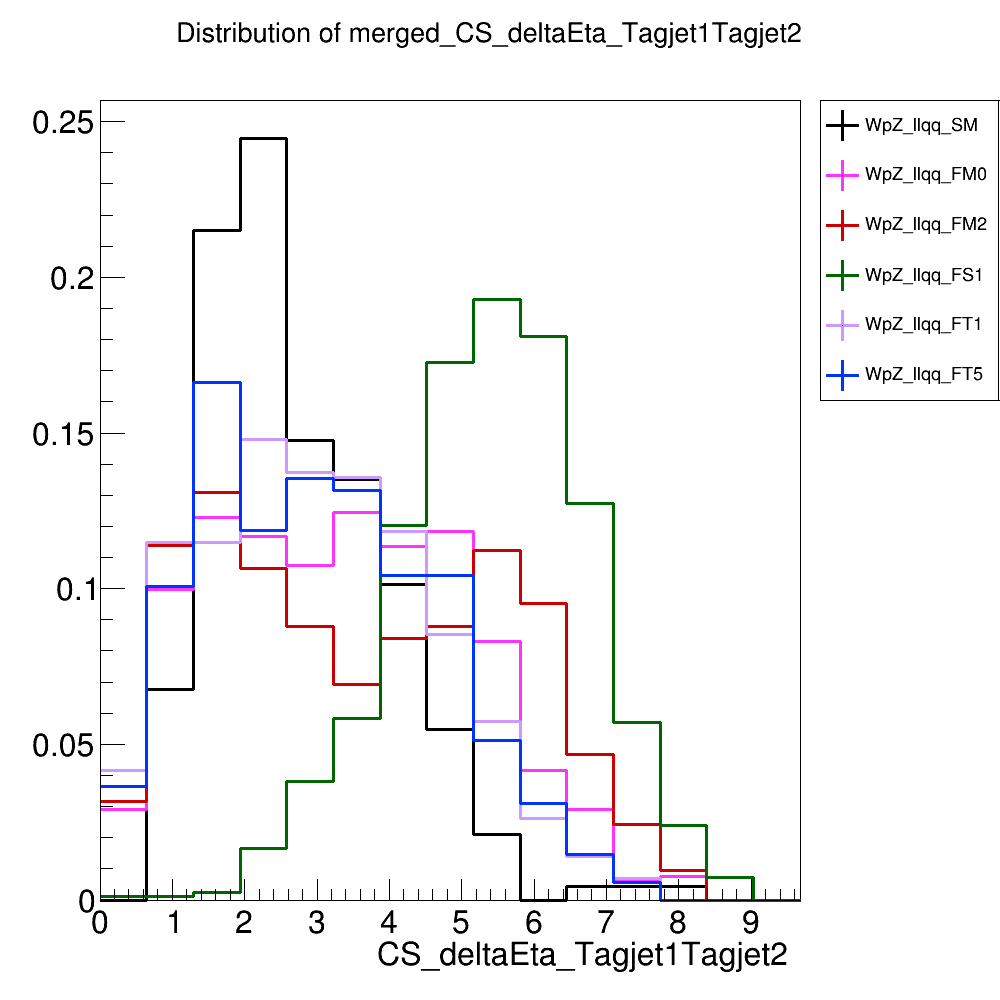 Distribution of merged_CS_deltaEta_Tagjet1Tagjet2
0.25
0.2
0.15
0.1
0.05
0
0 1 2 3 4 5 6 7 8 9
CS_deltaEta_Tagjet1Tagjet2
WpZ_llqq_SM
WpZ_llqq_FM0
WpZ_llqq_FM2
WpZ_llqq_FS1
WpZ_llqq_FT1
WpZ_llqq_FT5